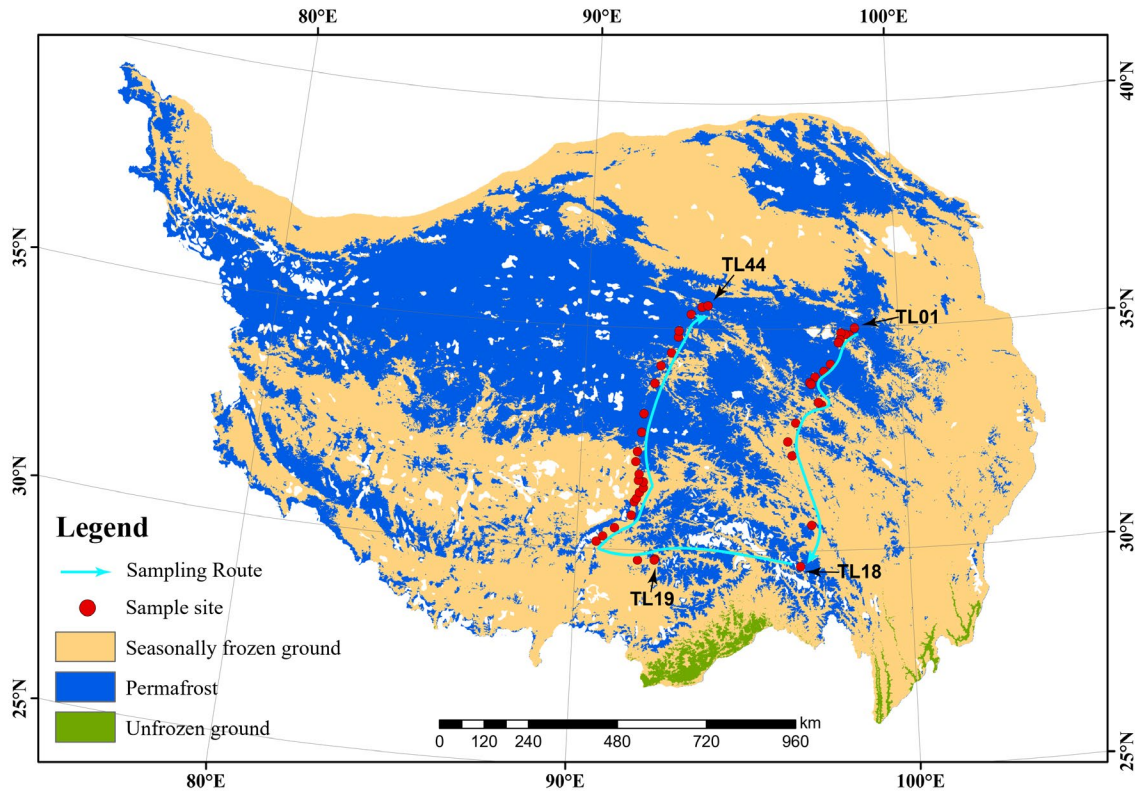 80°E 90°E 100°E
40°N
35°N
TL44
35°N
TL01
30°N
Legend
30°N
Sampling Route
TL18
TL19
Sample site
Seasonally frozen ground
Permafrost
25°N
Unfrozen ground
km
0 120 240 480 720 960
25°N
80°E 90°E 100°E